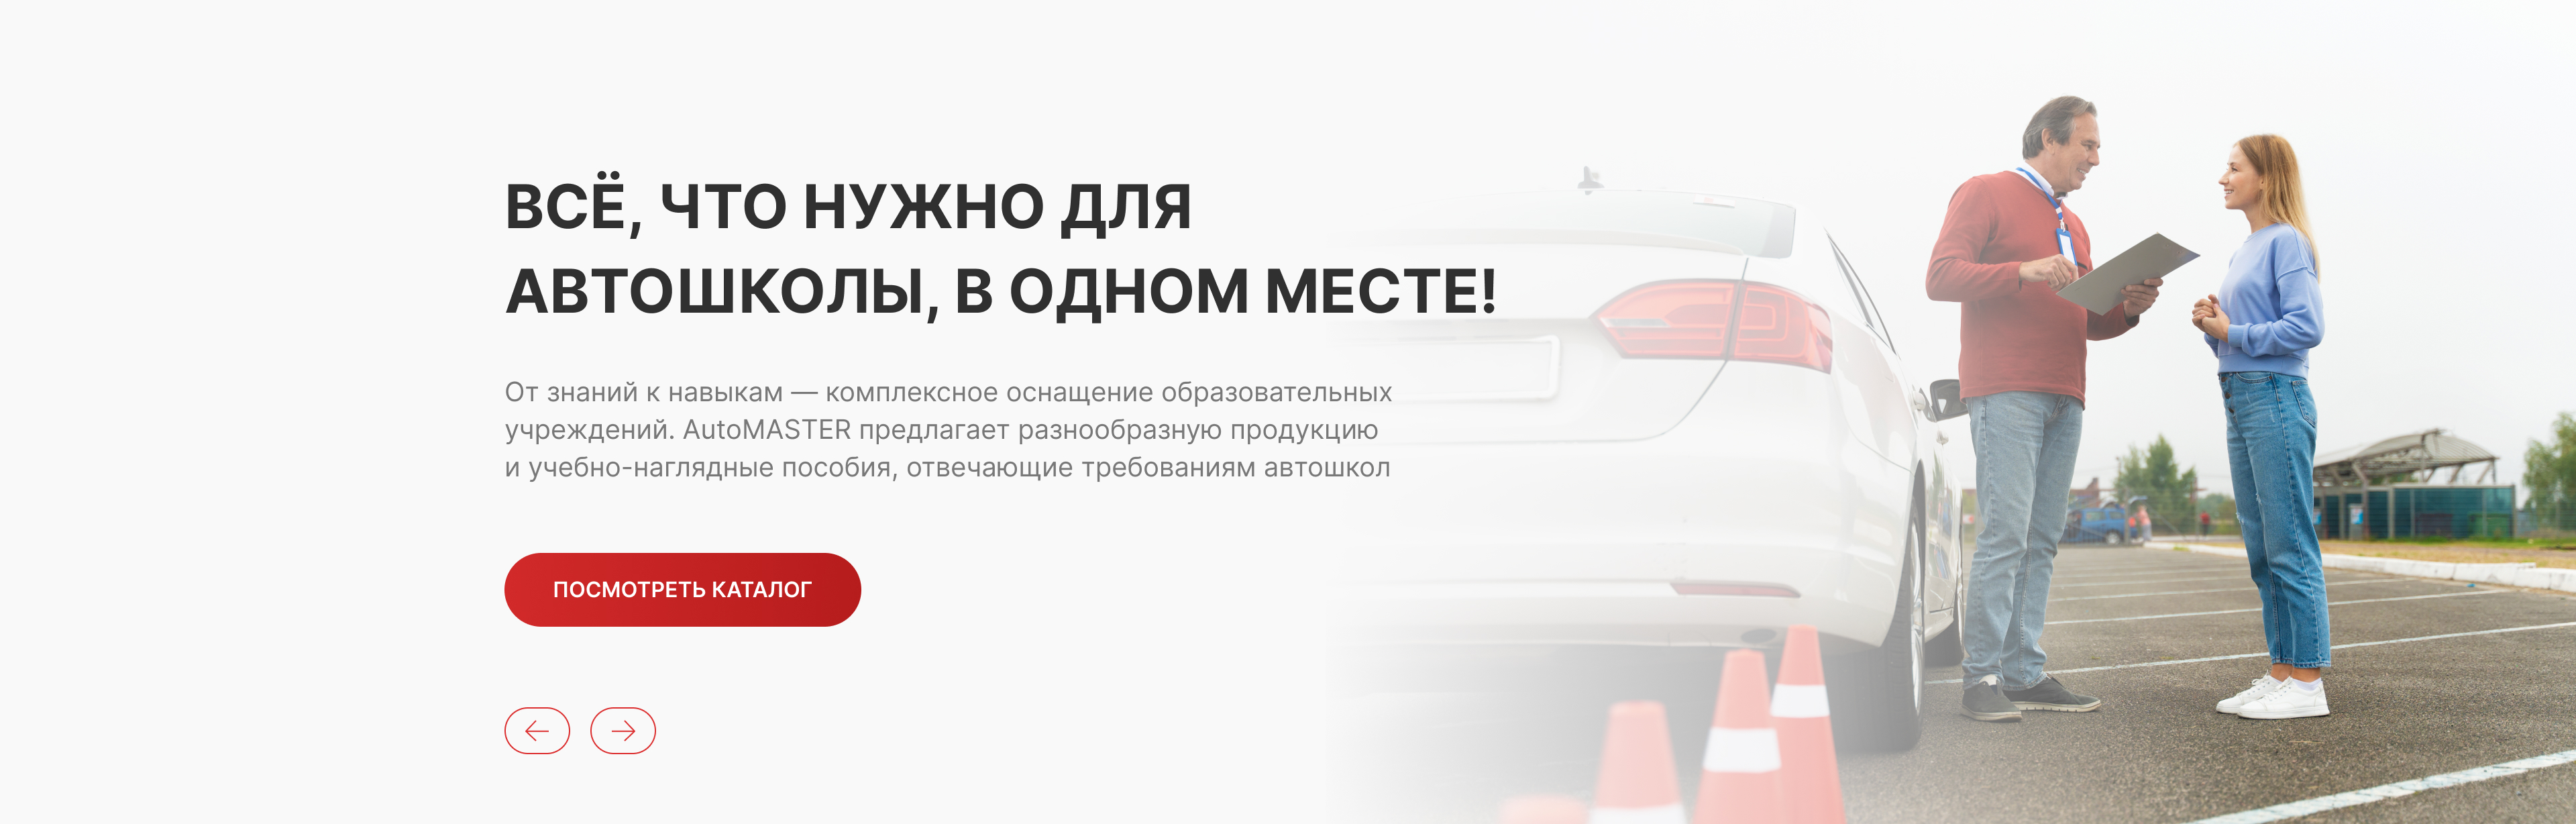 ВСЁ, ЧТО НУЖНО ДЛЯ
АВТОШКОЛЫ, В ОДНОМ МЕСТЕ!
От знаний к навыкам — комплексное оснащение образовательных
учреждений. AutoMASTER предлагает разнообразную продукцию
и учебно-наглядные пособия, отвечающие требованиям автошкол
ПОСМОТРЕТЬ КАТАЛОГ